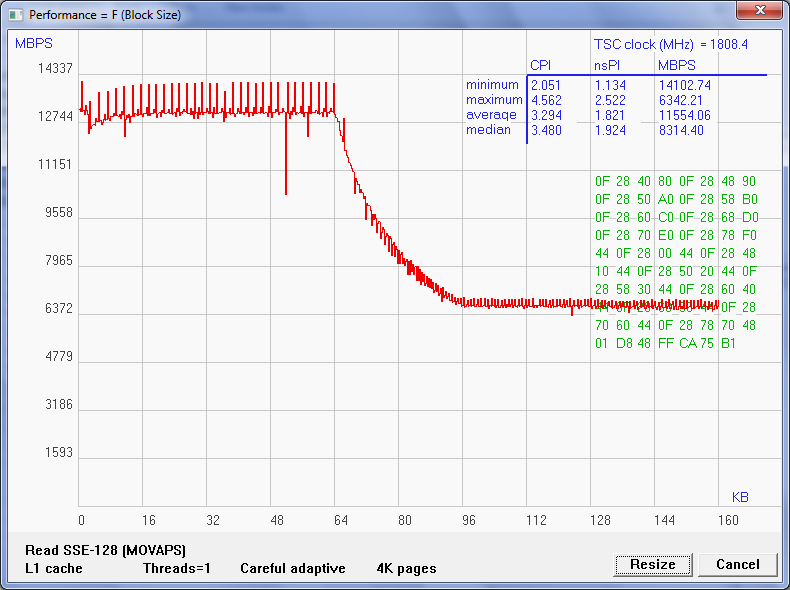 Performance = F (Block Size)
MBPS
TSC clock (MHz) = 1808.4
CPI nsPI MBPS
minimum 2.051 1.134 14102.74
maximum 4.562 2.522 6342.21
average 3.294 1.821 11554.06
median 3.480 1.924 8314.40
14337
12744
11151
9558
7965
6372
4779
3186
1593
0F 28 40 80 0F 28 48 90
0F 28 50 A0 0F 28 58 B0
0F 28 60 C0 0F 28 68 D0
0F 28 70 E0 0F 28 78 F0
44 0F 28 00 44 0F 28 48
10 44 0F 28 50 20 44 0F
28 58 30 44 0F 28 60 40
0F 28
70 60 44 0F 28 78 70 48
01 D8 48 FF CA 75 B1
KB
0 16 32 48 64 80 96 112 128 144 160
Read SSE-128 (MOVAPS)
L1 cache Threads=1 Careful adaptive 4K pages
Resize Cancel